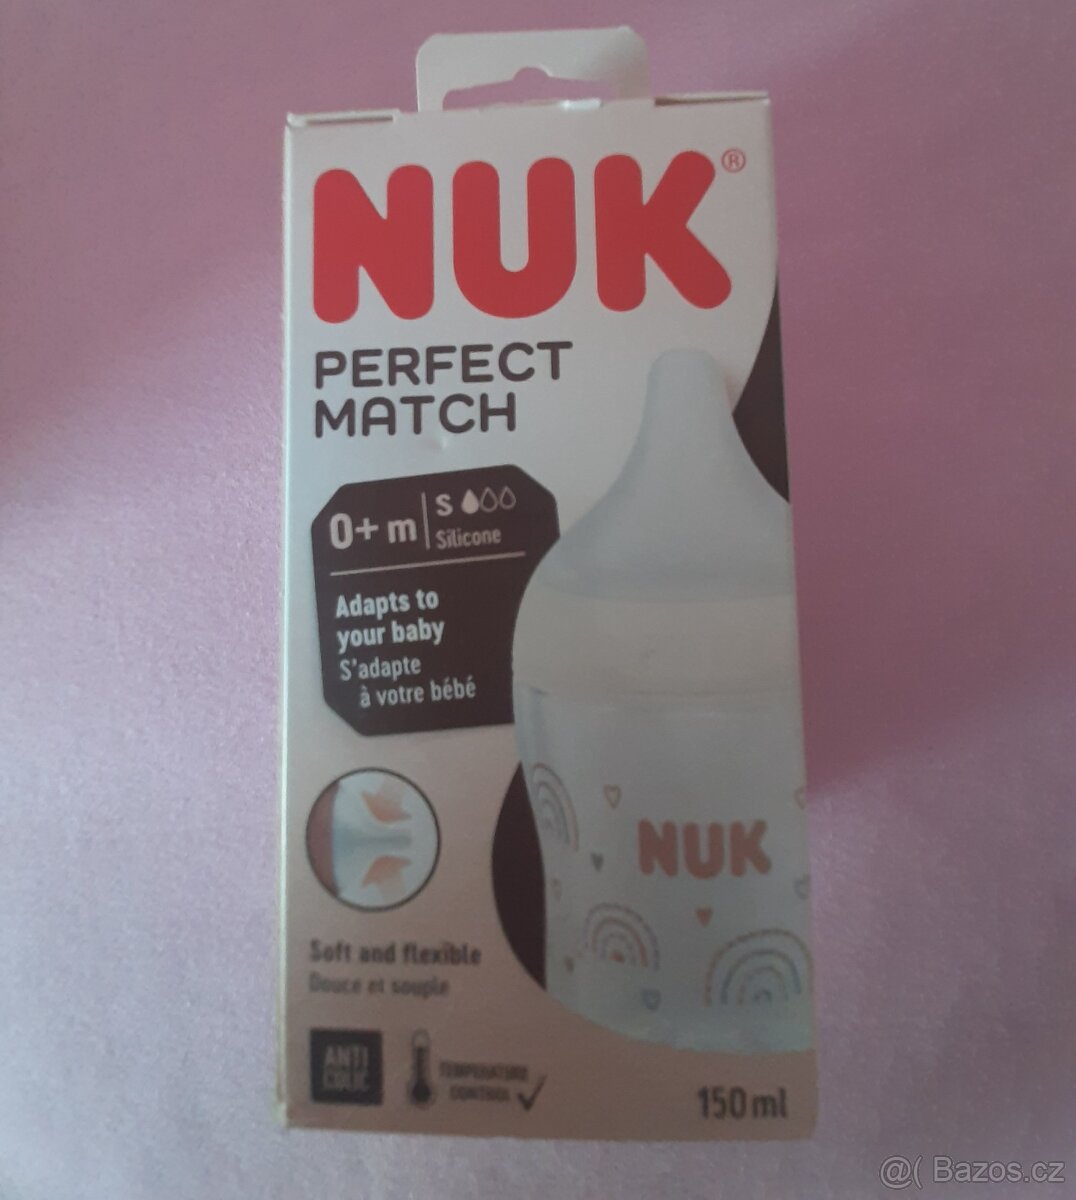 NUK®
PERFECT
MATCH
0+ m
S
Silicone
Adapts to
your baby
S'adapte
à votre bébé
NUK
Soft and flexible
Douce et souple
ANTI
COLIC
TEMPERATURE
CONTROL
150 ml
@( Bazos.cz